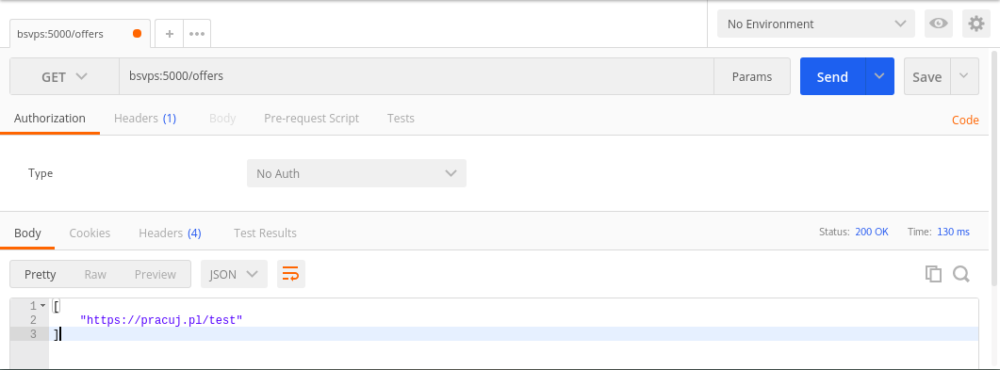 bsvps:5000/offers
No Environment
GET bsvps:5000/offers Params Send Save
Authorization Headers (1) Body Pre-request Script Tests Code
Type No Auth
Body Cookies Headers (4) Test Results Status: 200 OK Time: 130 ms
Pretty Raw Preview JSON
1 [
2 "https://pracuj.pl/test"
3 ]